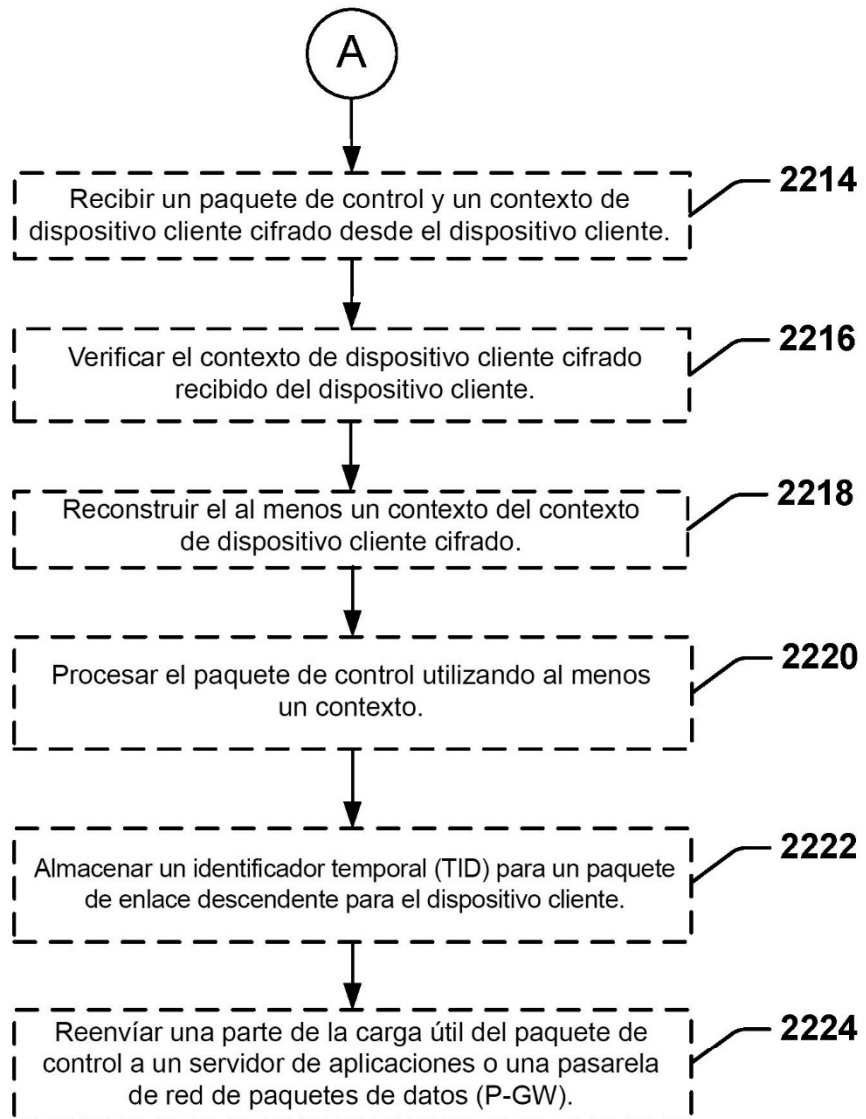 A
Recibir un paquete de control y un contexto de
dispositivo cliente cifrado desde el dispositivo cliente.
2214
Verificar el contexto de dispositivo cliente cifrado
recibido del dispositivo cliente.
2216
Reconstruir el al menos un contexto del contexto
de dispositivo cliente cifrado.
2218
Procesar el paquete de control utilizando al menos
un contexto.
2220
Almacenar un identificador temporal (TID) para un paquete
de enlace descendente para el dispositivo cliente.
2222
Reenvíar una parte de la carga útil del paquete de
control a un servidor de aplicaciones o una pasarela
de red de paquetes de datos (P-GW).
2224